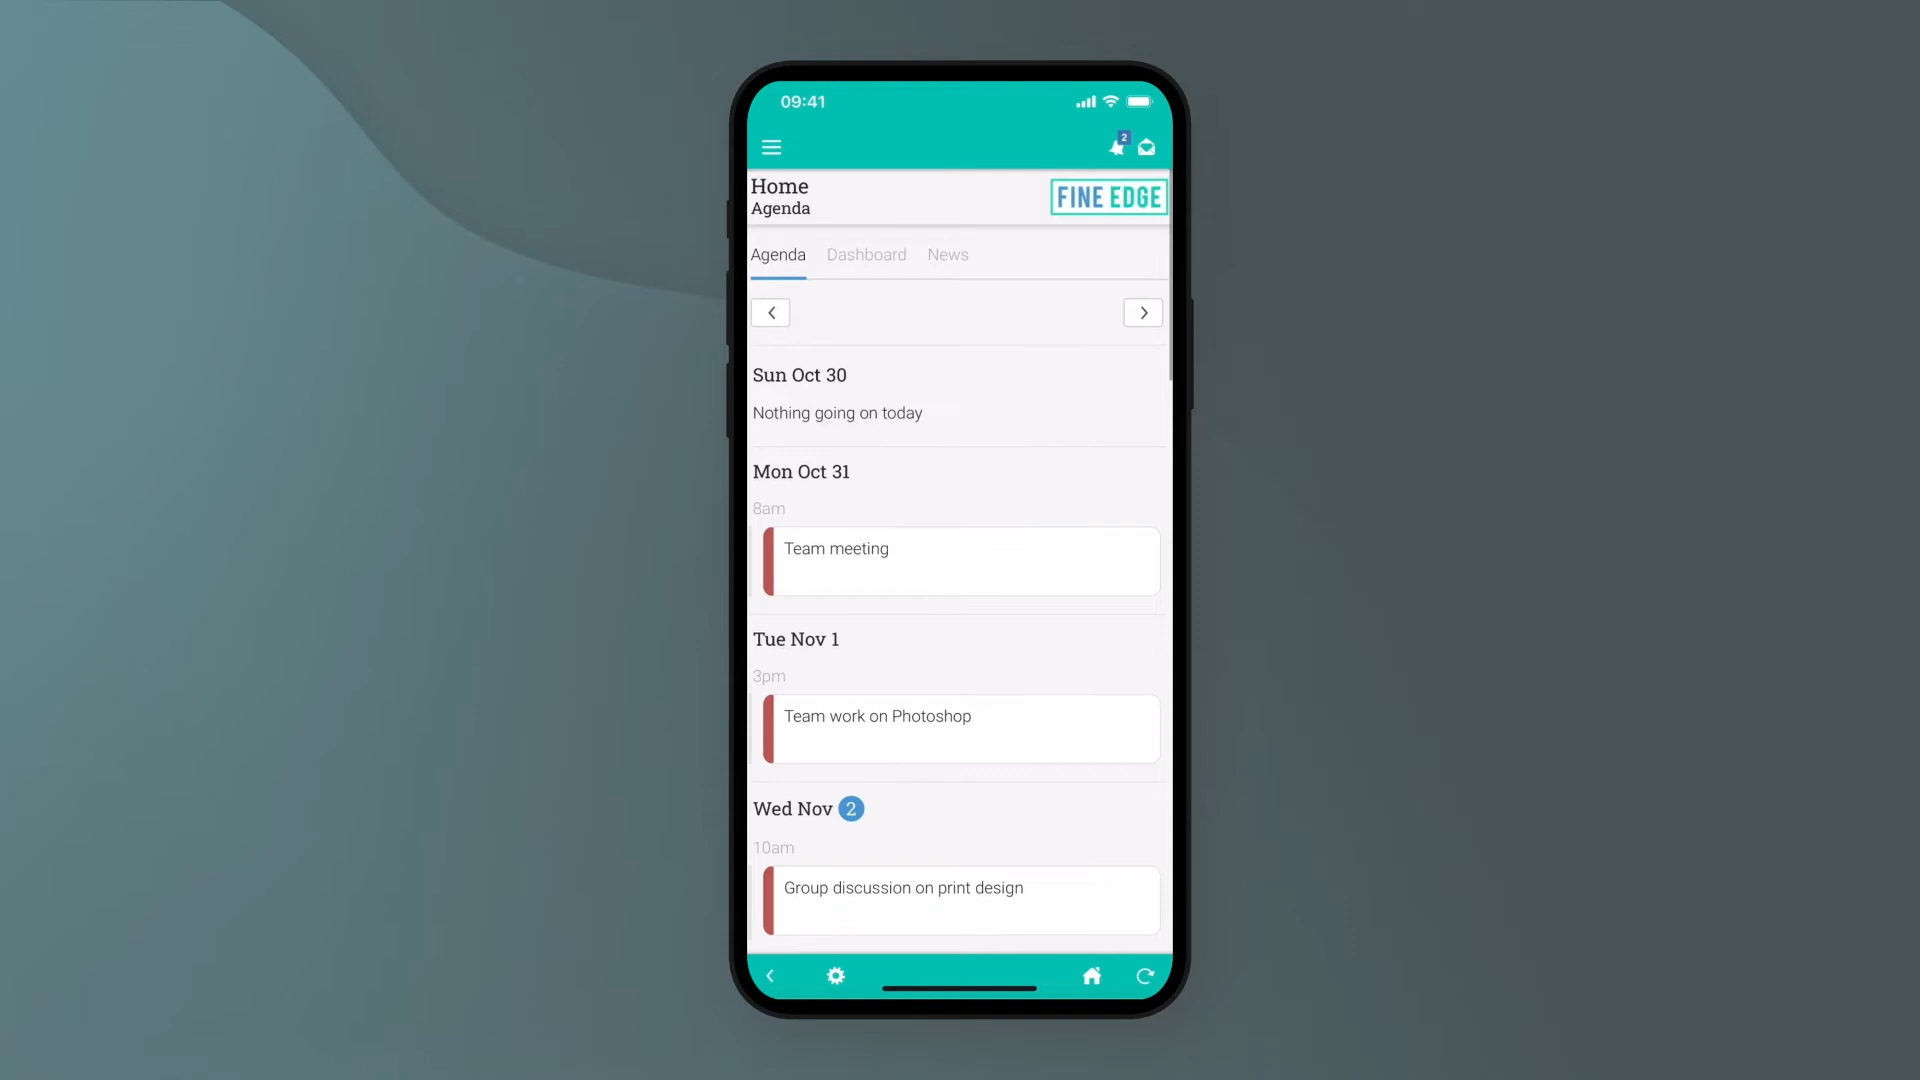 09:41
2
Home
Agenda
FINE EDGE
Agenda Dashboard News
Sun Oct 30
Nothing going on today
Mon Oct 31
8am
Team meeting
Tue Nov 1
3pm
Team work on Photoshop
Wed Nov 2
10am
Group discussion on print design